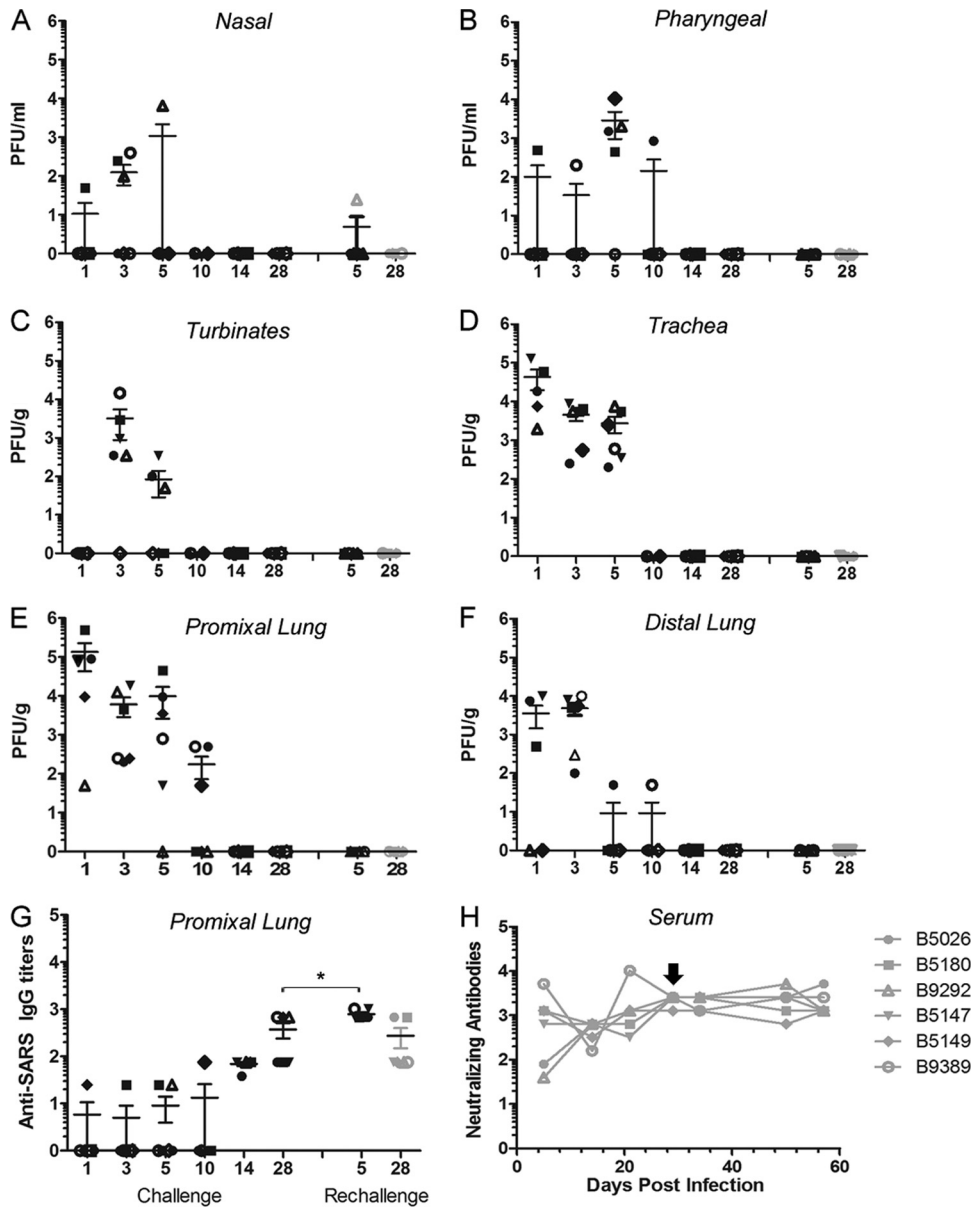 A Nasal
PFU/ml
6
5
4
3
2
1
0
1 3 5 10 14 28 5 28
B Pharyngeal
PFU/ml
6
5
4
3
2
1
0
1 3 5 10 14 28 5 28
C Turbinates
PFU/g
6
5
4
3
2
1
0
1 3 5 10 14 28 5 28
D Trachea
PFU/g
6
5
4
3
2
1
0
1 3 5 10 14 28 5 28
E Promixal Lung
PFU/g
6
5
4
3
2
1
0
1 3 5 10 14 28 5 28
F Distal Lung
PFU/g
6
5
4
3
2
1
0
1 3 5 10 14 28 5 28
G Promixal Lung
Anti-SARS IgG titers
5
4
3
2
1
0
*
1 3 5 10 14 28 5 28
Challenge Rechallenge
H Serum
Neutralizing Antibodies
5
4
3
2
1
0
0 20 40 60
Days Post Infection
B5026
B5180
B9292
B5147
B5149
B9389